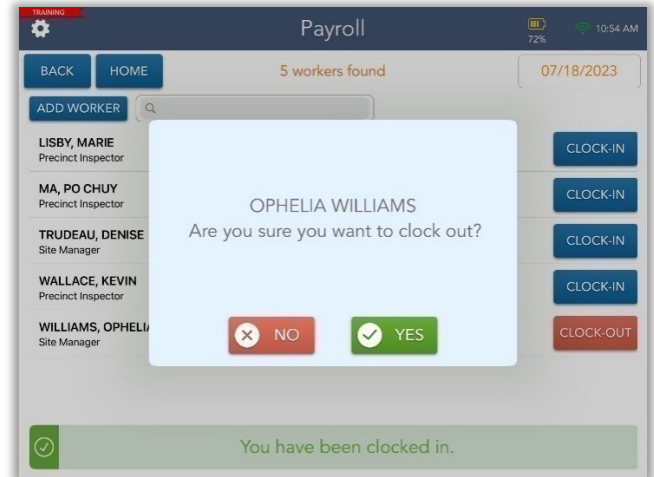 TRAINING
Payroll
72%
10:54 AM
BACK
HOME
5 workers found
07/18/2023
ADD WORKER
LISBY, MARIE
Precinct Inspector
CLOCK-IN
MA, PO CHUY
Precinct Inspector
CLOCK-IN
TRUDEAU, DENISE
Site Manager
CLOCK-IN
WALLACE, KEVIN
Precinct Inspector
CLOCK-IN
WILLIAMS, OPHELI
Site Manager
CLOCK-OUT
OPHELIA WILLIAMS
Are you sure you want to clock out?
NO
YES
You have been clocked in.